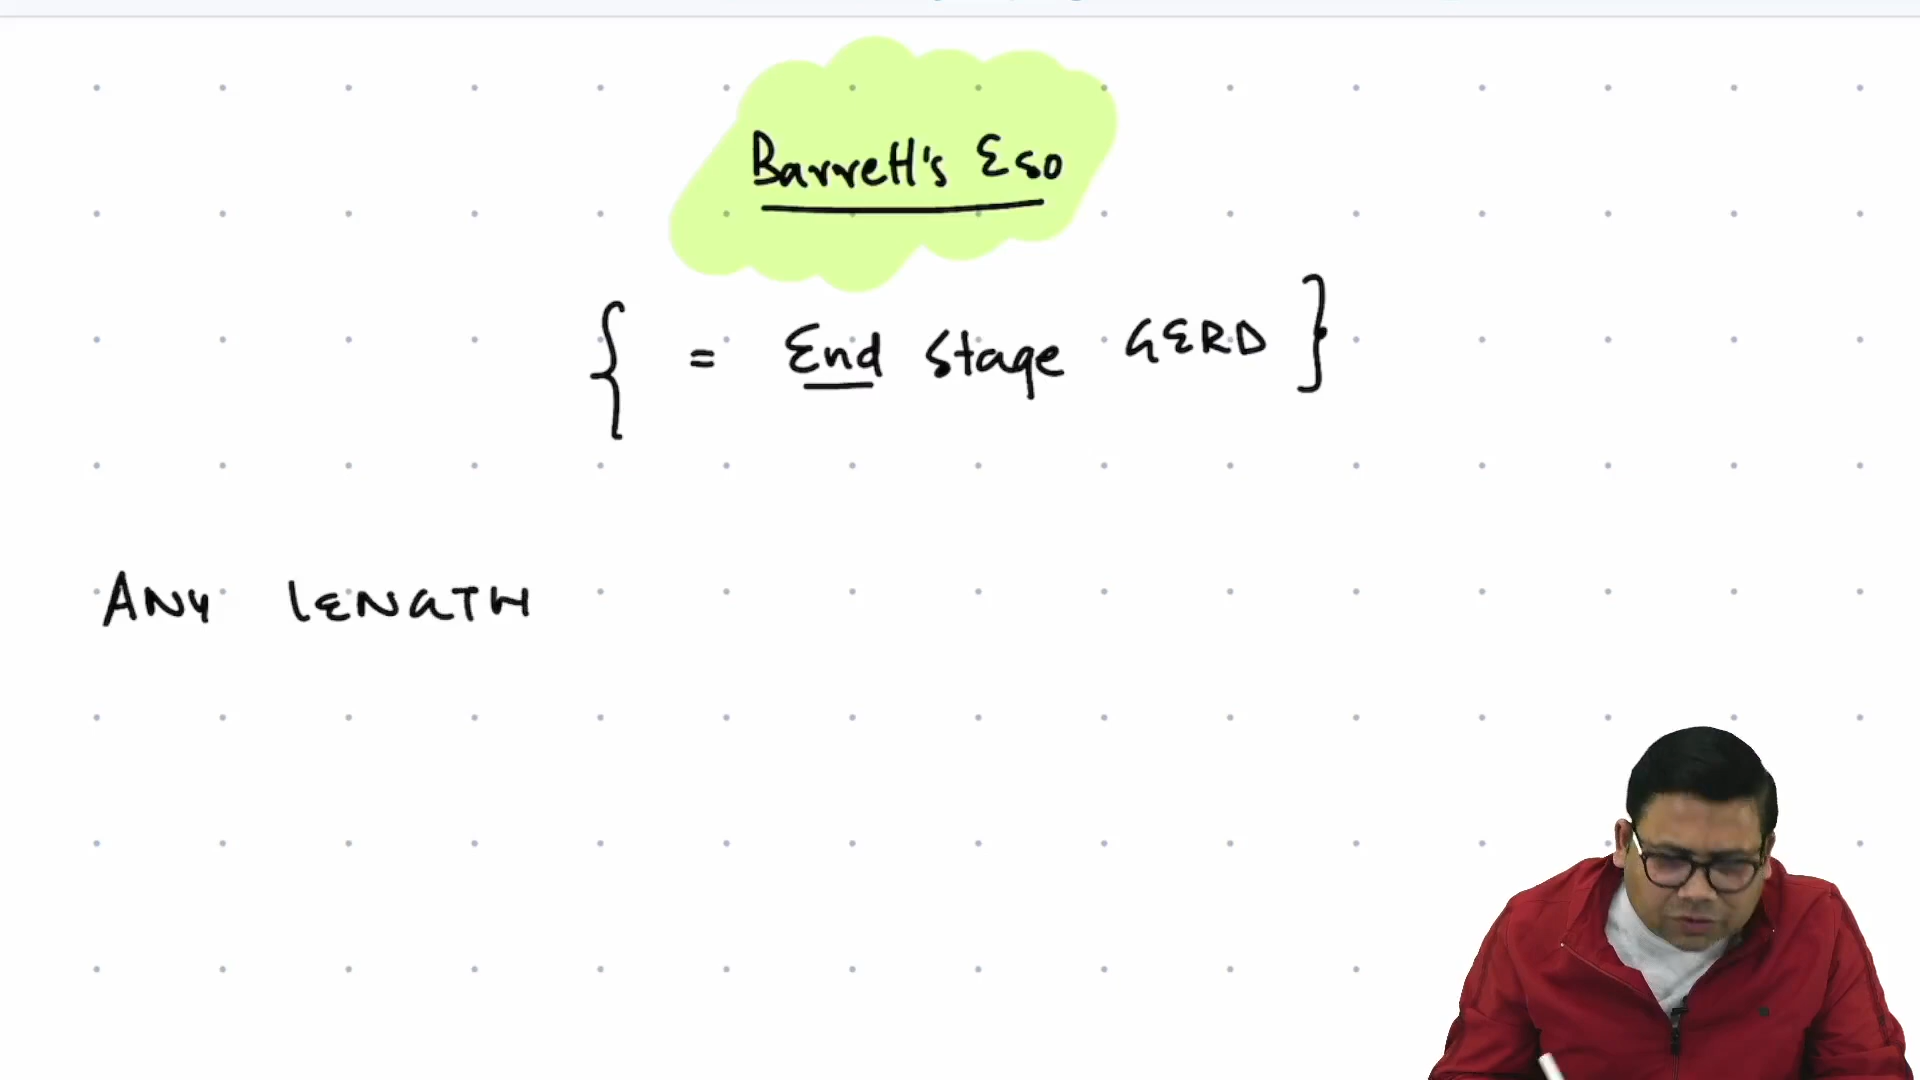 Barrett's Eso
{ = End Stage GERD }
ANY LENGTH